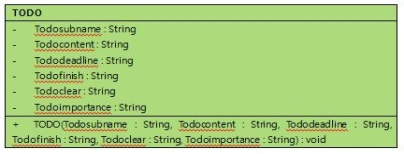 TODO
- Todosubname : String
- Todocontent : String
- Tododeadline : String
- Todofinish : String
- Todoclear : String
- Todoimportance : String
+ TODO(Todosubname : String, Todocontent : String, Tododeadline : String,
Todofinish : String, Todoclear : String, Todoimportance : String) : void